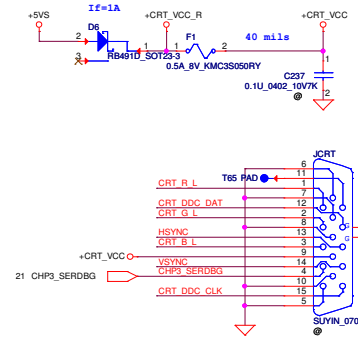 If=1A
+5VS
+CRT_VCC_R
+CRT_VCC
D6
F1
40 mils
2
1
1
2
3
RB491D_SOT23-3
0.5A_8V_KMC3S050RY
1
C237
0.1U_0402_10V7K
2
@
JCRT
6
T65 PAD
11
CRT_R_L
1
7
CRT_DDC_DAT
12
CRT_G_L
2
8
G
HSYNC
13
G
CRT_B_L
3
+CRT_VCC
9
VSYNC
14
21 CHP3_SERDBG
CHP3_SERDBG
4
10
CRT_DDC_CLK
15
5
SUYIN_070
@